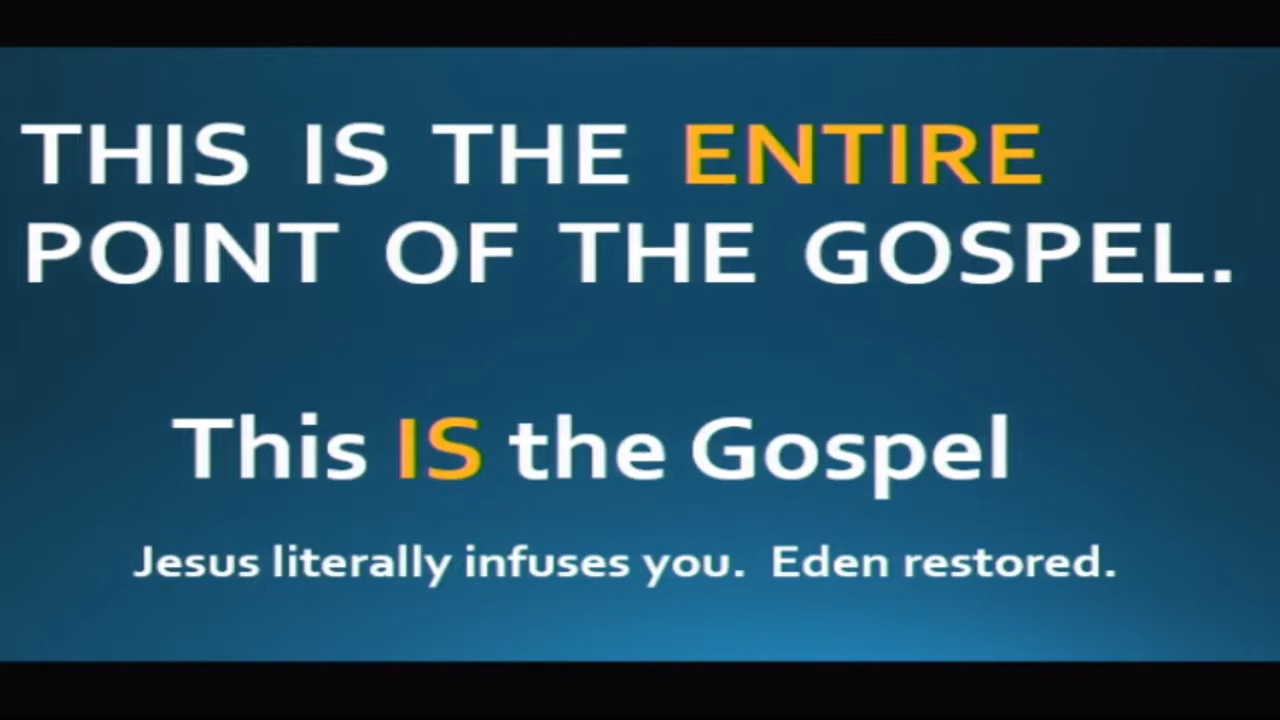 THIS IS THE ENTIRE
POINT OF THE GOSPEL.
This IS the Gospel
Jesus literally infuses you. Eden restored.